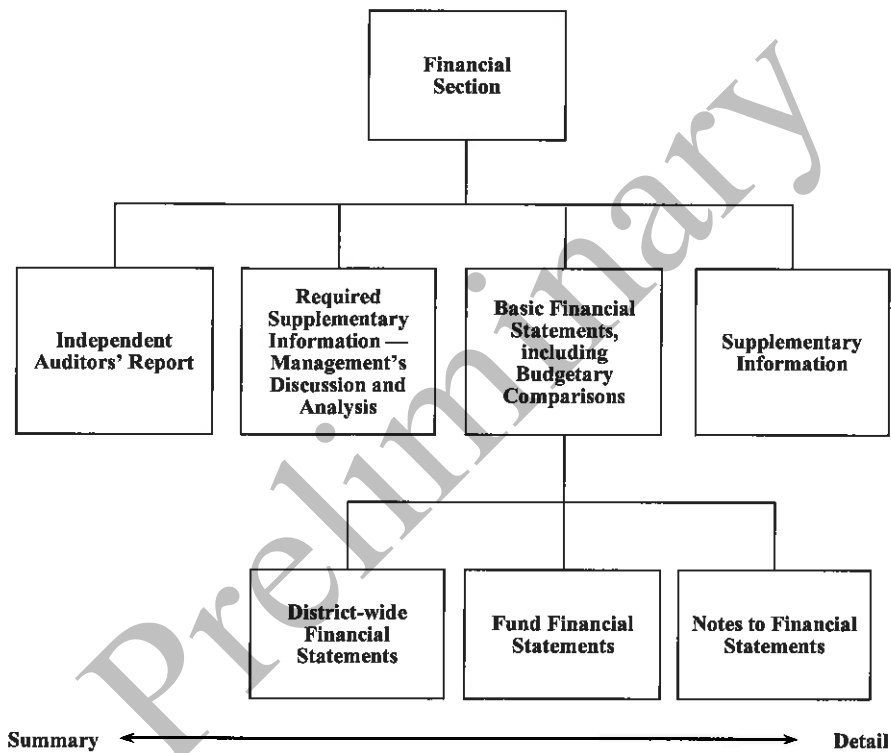 Financial
Section
Independent
Auditors' Report
Required
Supplementary
Information —
Management's
Discussion and
Analysis
Basic Financial
Statements,
including
Budgetary
Comparisons
Supplementary
Information
District-wide
Financial
Statements
Fund Financial
Statements
Notes to Financial
Statements
Summary
Detail
Preliminary